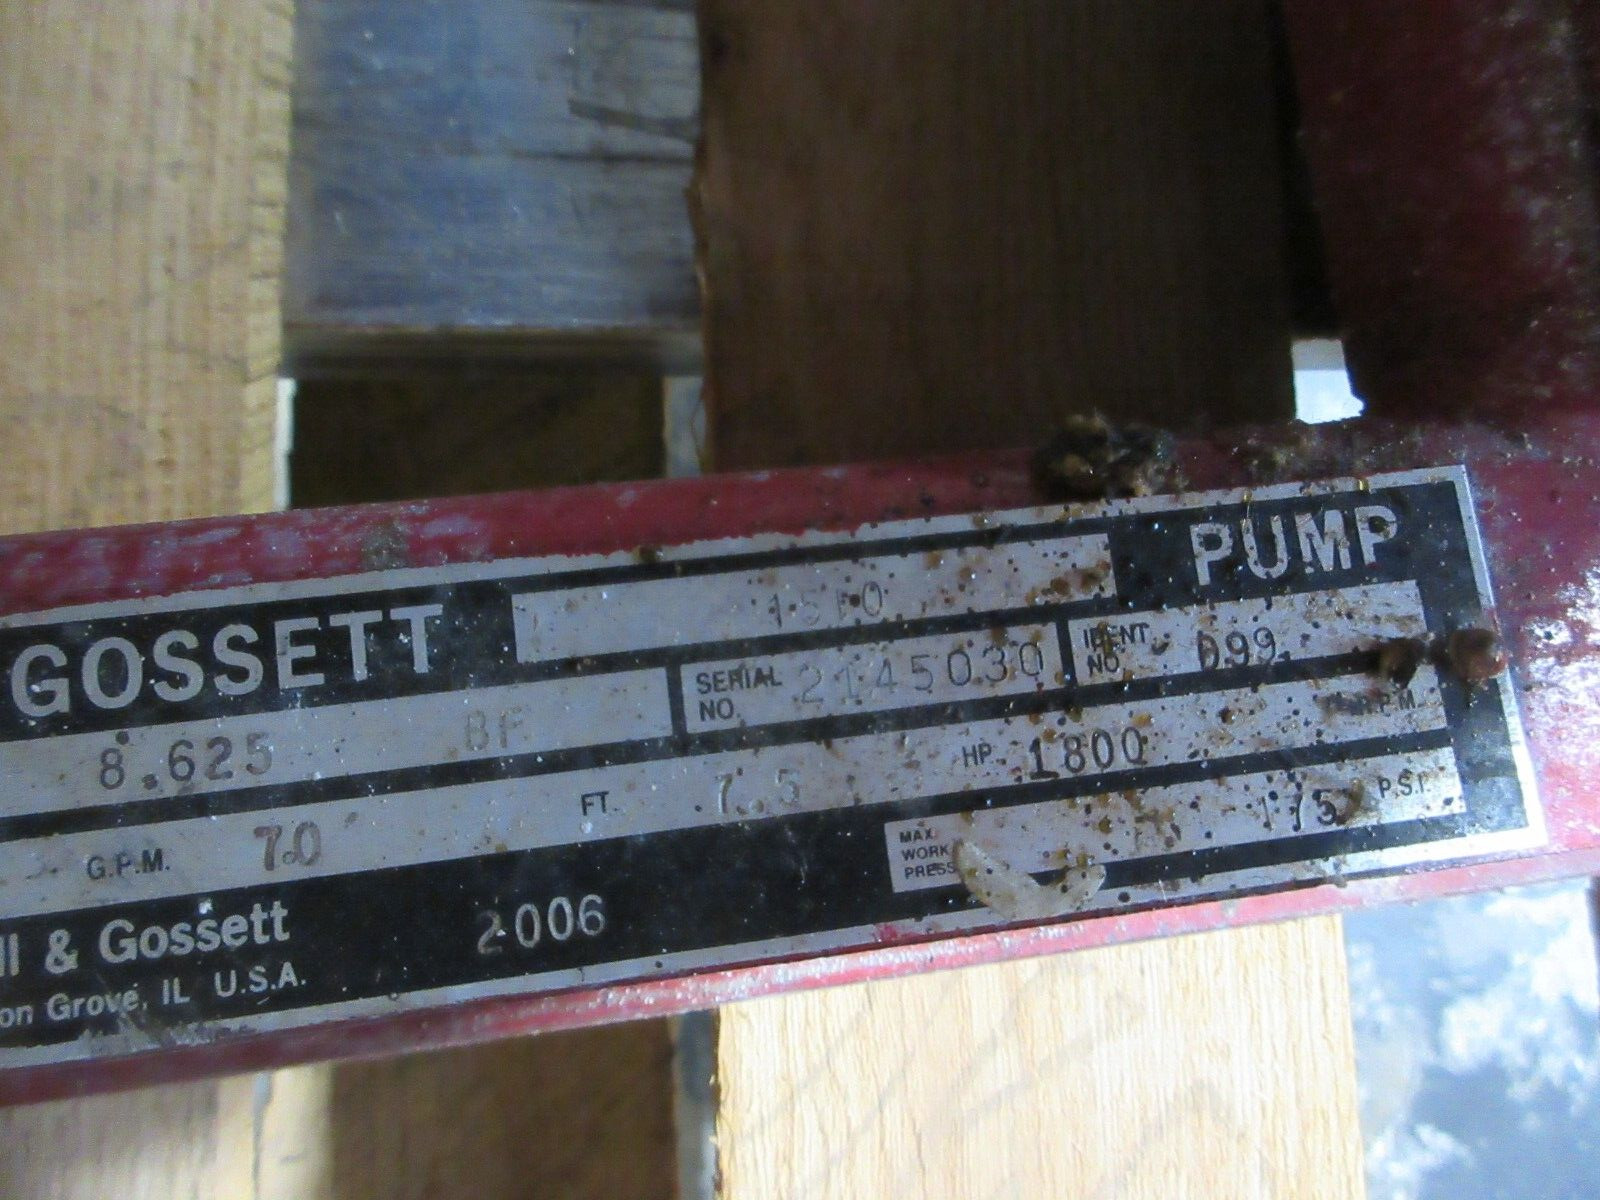 GOSSETT 1510 PUMP
8.625 BF SERIAL NO. 2145030 IDENT. NO. D99
G.P.M. 70 FT. 7.5 HP. 1800 R.P.M.
MAX. WORK. PRESS. 175 P.S.I.
ll & Gossett 2006
on Grove, IL U.S.A.